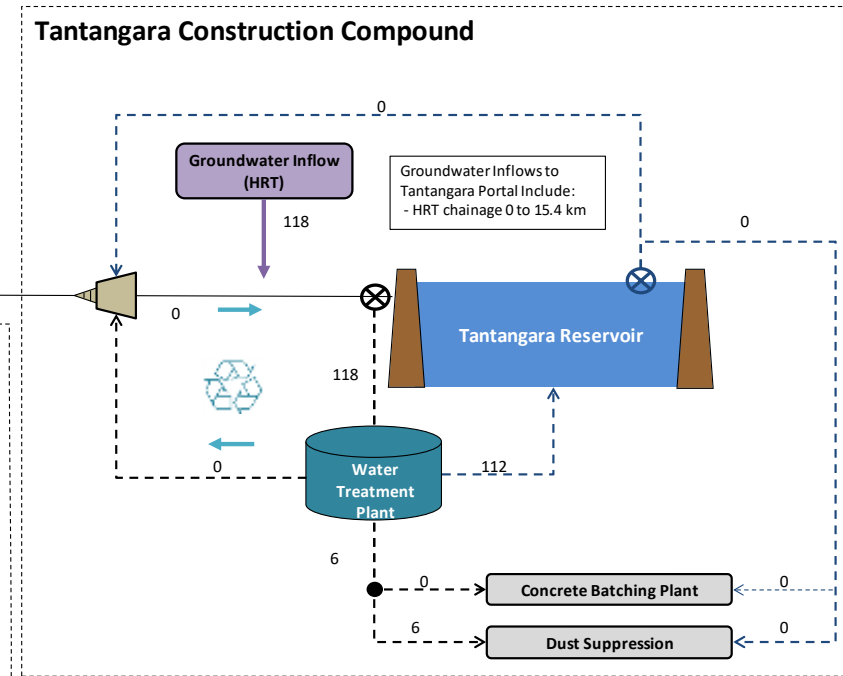 Tantangara Construction Compound
0
Groundwater Inflow
(HRT)
Groundwater Inflows to
Tantangara Portal Include:
- HRT chainage 0 to 15.4 km
118
0
0
Tantangara Reservoir
118
0
Water
Treatment
Plant
112
6
0
Concrete Batching Plant
0
6
Dust Suppression
0